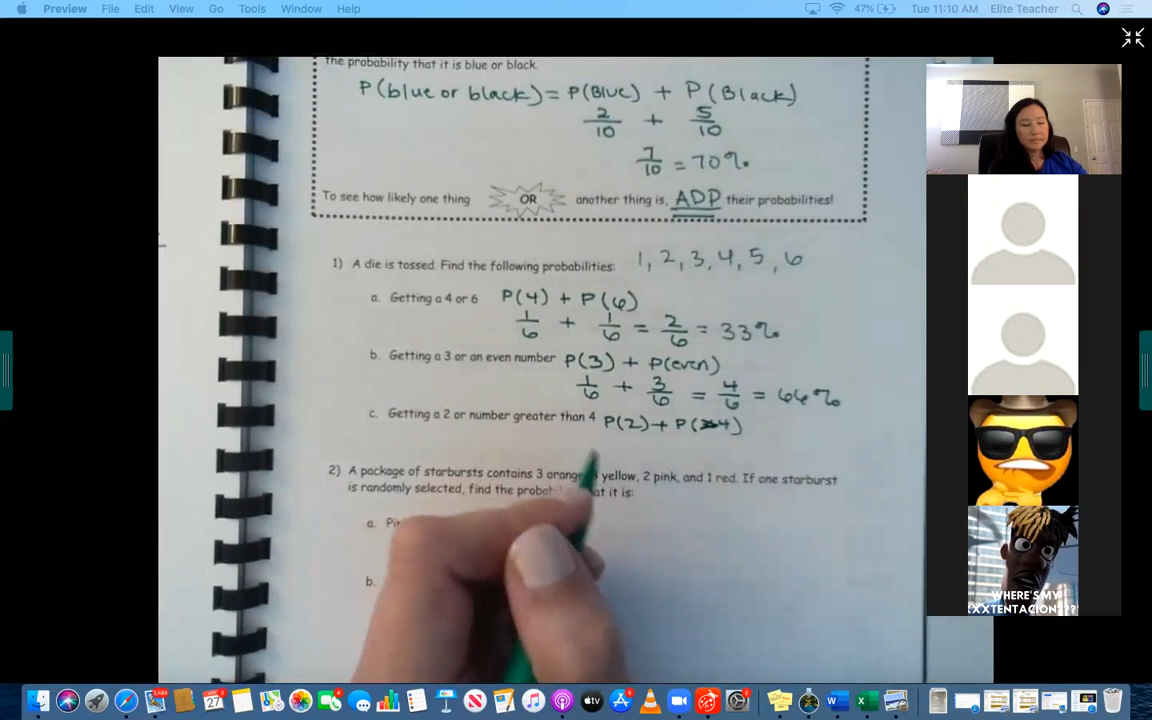 Preview File Edit View Go Tools Window Help 47% Tue 11:10 AM Elite Teacher
the probability that it is blue or black.
P(blue or black) = P(Blue) + P(Black)
2/10 + 5/10
7/10 = 70%
To see how likely one thing OR another thing is, ADD their probabilities!
1) A die is tossed. Find the following probabilities: 1, 2, 3, 4, 5, 6
a. Getting a 4 or 6 P(4) + P(6)
1/6 + 1/6 = 2/6 = 33%
b. Getting a 3 or an even number P(3) + P(even)
1/6 + 3/6 = 4/6 = 66%
c. Getting a 2 or number greater than 4 P(2) + P(>4)
2) A package of starbursts contains 3 orange yellow, 2 pink, and 1 red. If one starburst
is randomly selected, find the it is:
a.
b.
WHERE'S MY
XXXTENTACION???
27